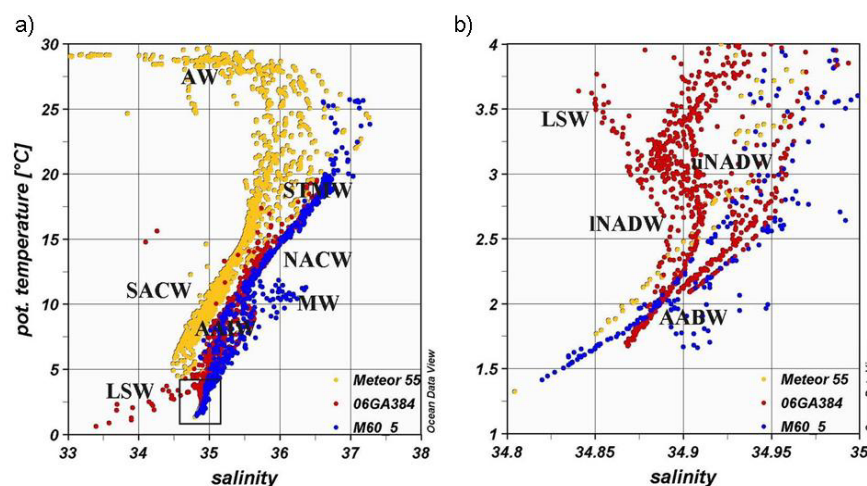 a)
30
25
20
15
10
5
0
pot. temperature [°C]
AW
STMW
NACW
SACW
MW
AAIW
LSW
Meteor 55
06GA384
M60_5
Ocean Data View
33
34
35
36
37
38
salinity
b)
4
3.5
3
2.5
2
1.5
1
LSW
uNADW
lNADW
AABW
Meteor 55
06GA384
M60_5
34.8
34.85
34.9
34.95
35
salinity